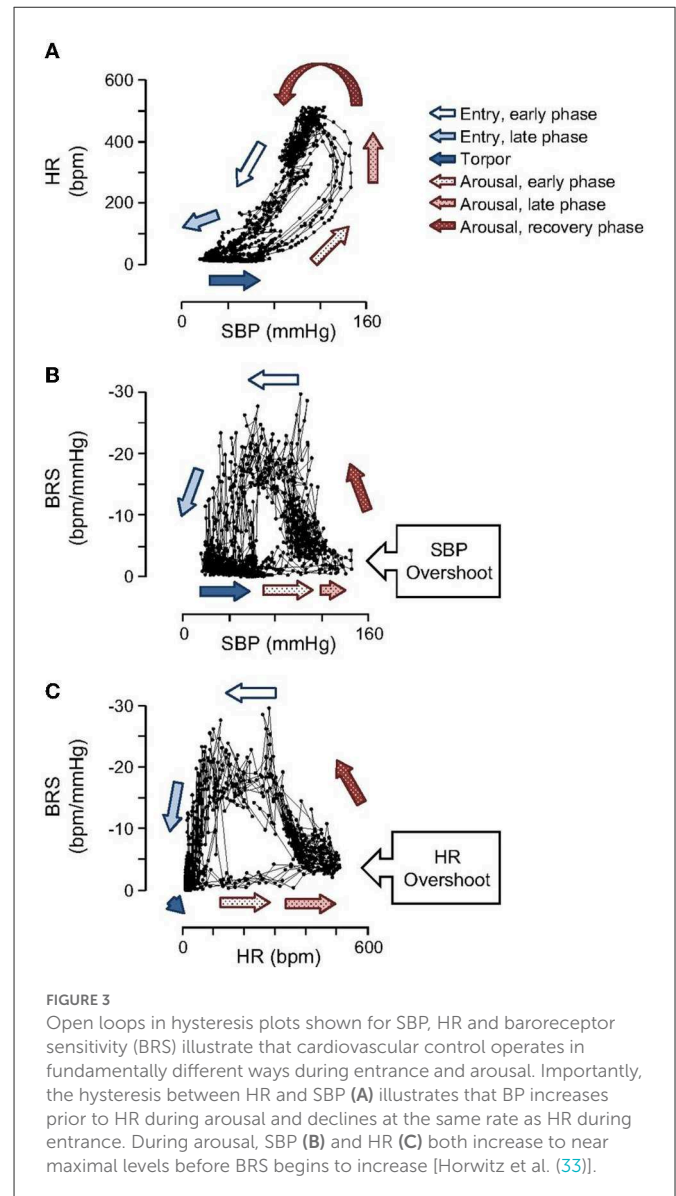 A
600
400
200
0
HR
(bpm)
0
160
SBP (mmHg)
Entry, early phase
Entry, late phase
Torpor
Arousal, early phase
Arousal, late phase
Arousal, recovery phase
B
-30
-20
-10
0
BRS
(bpm/mmHg)
SBP
Overshoot
0
160
SBP (mmHg)
C
-30
-20
-10
0
BRS
(bpm/mmHg)
HR
Overshoot
0
600
HR (bpm)
FIGURE 3
Open loops in hysteresis plots shown for SBP, HR and baroreceptor
sensitivity (BRS) illustrate that cardiovascular control operates in
fundamentally different ways during entrance and arousal. Importantly,
the hysteresis between HR and SBP (A) illustrates that BP increases
prior to HR during arousal and declines at the same rate as HR during
entrance. During arousal, SBP (B) and HR (C) both increase to near
maximal levels before BRS begins to increase [Horwitz et al. (33)].